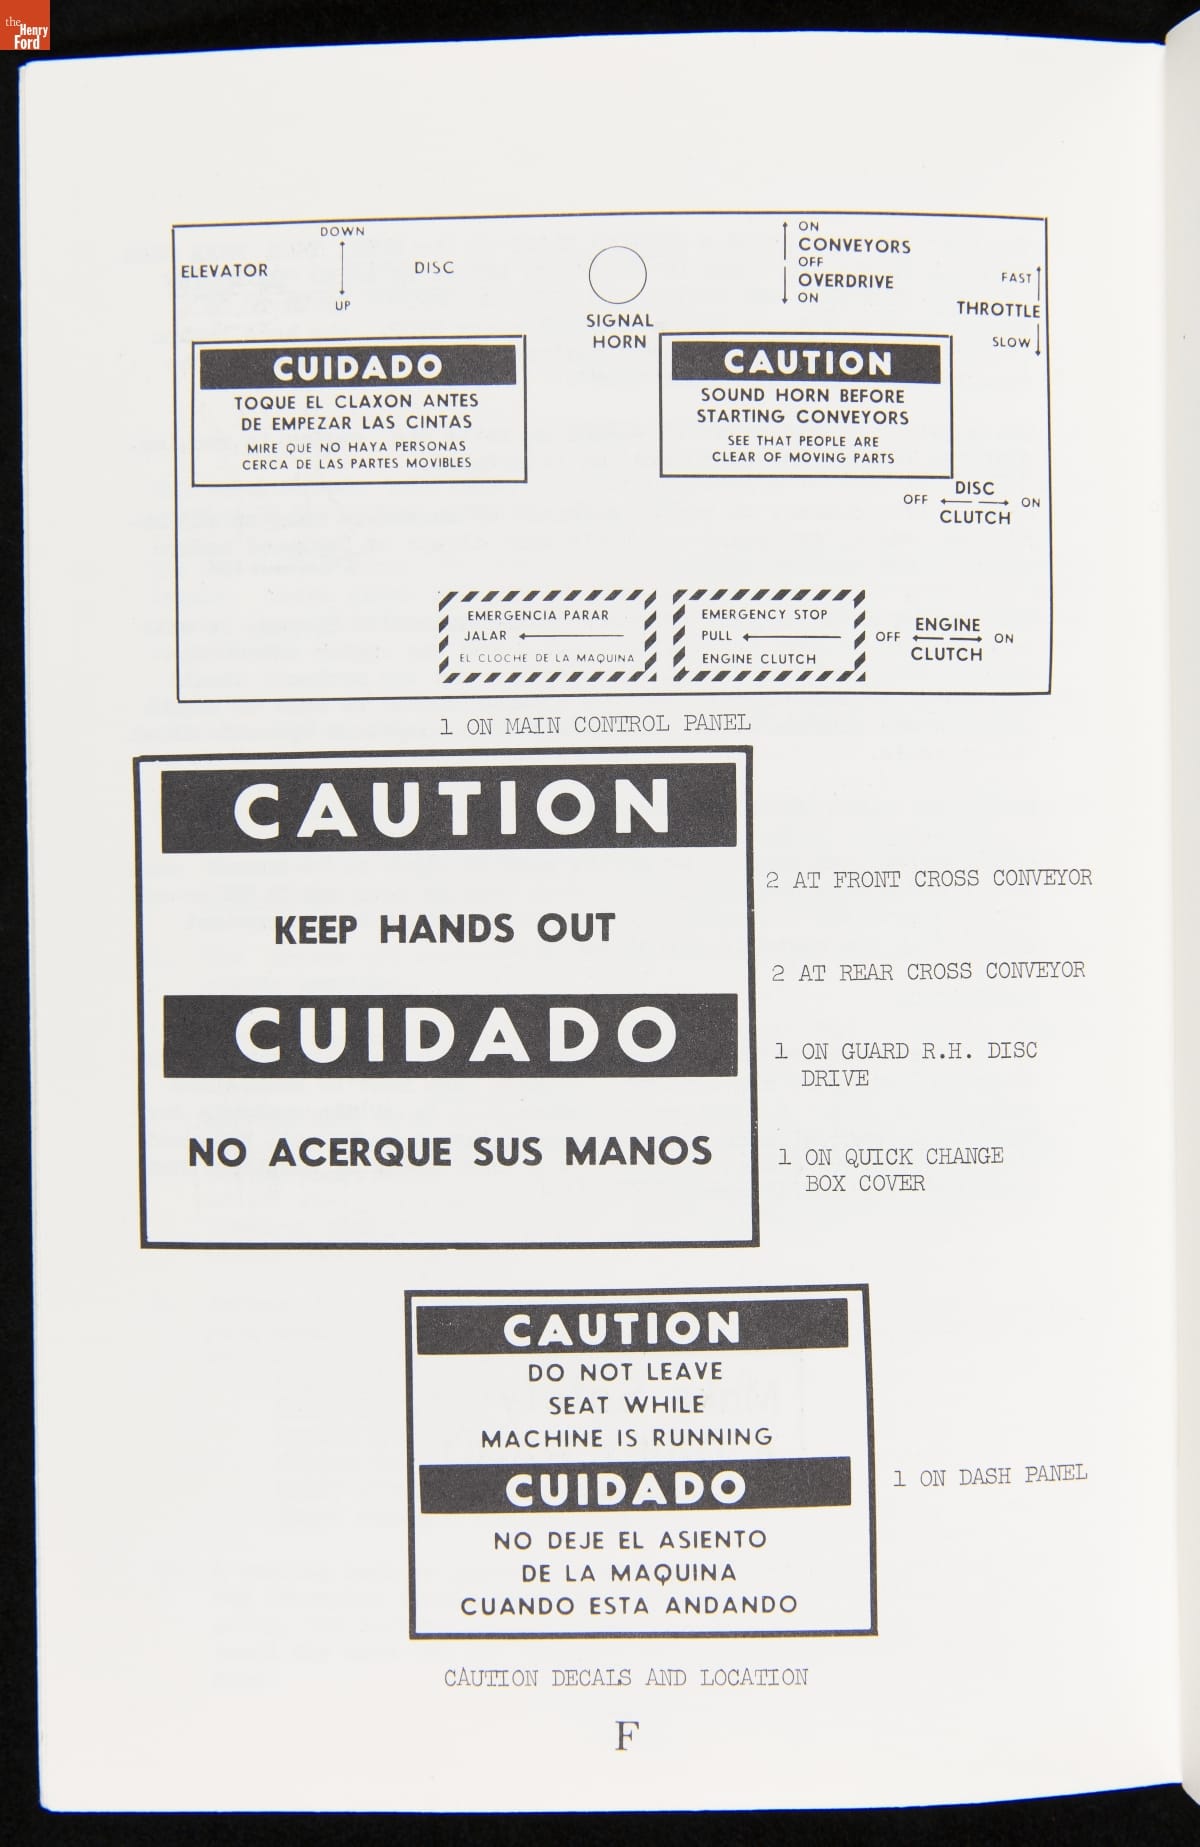 the
Henry
Ford
DOWN
ELEVATOR
DISC
UP
SIGNAL
HORN
ON
CONVEYORS
OFF
OVERDRIVE
ON
FAST
THROTTLE
SLOW
CUIDADO
TOQUE EL CLAXON ANTES
DE EMPEZAR LAS CINTAS
MIRE QUE NO HAYA PERSONAS
CERCA DE LAS PARTES MOVIBLES
CAUTION
SOUND HORN BEFORE
STARTING CONVEYORS
SEE THAT PEOPLE ARE
CLEAR OF MOVING PARTS
DISC
OFF ON
CLUTCH
EMERGENCIA PARAR
JALAR
EL CLOCHE DE LA MAQUINA
EMERGENCY STOP
PULL
ENGINE CLUTCH
ENGINE
OFF ON
CLUTCH
1 ON MAIN CONTROL PANEL
CAUTION
KEEP HANDS OUT
CUIDADO
NO ACERQUE SUS MANOS
2 AT FRONT CROSS CONVEYOR
2 AT REAR CROSS CONVEYOR
1 ON GUARD R.H. DISC
DRIVE
1 ON QUICK CHANGE
BOX COVER
CAUTION
DO NOT LEAVE
SEAT WHILE
MACHINE IS RUNNING
CUIDADO
NO DEJE EL ASIENTO
DE LA MAQUINA
CUANDO ESTA ANDANDO
1 ON DASH PANEL
CAUTION DECALS AND LOCATION
F